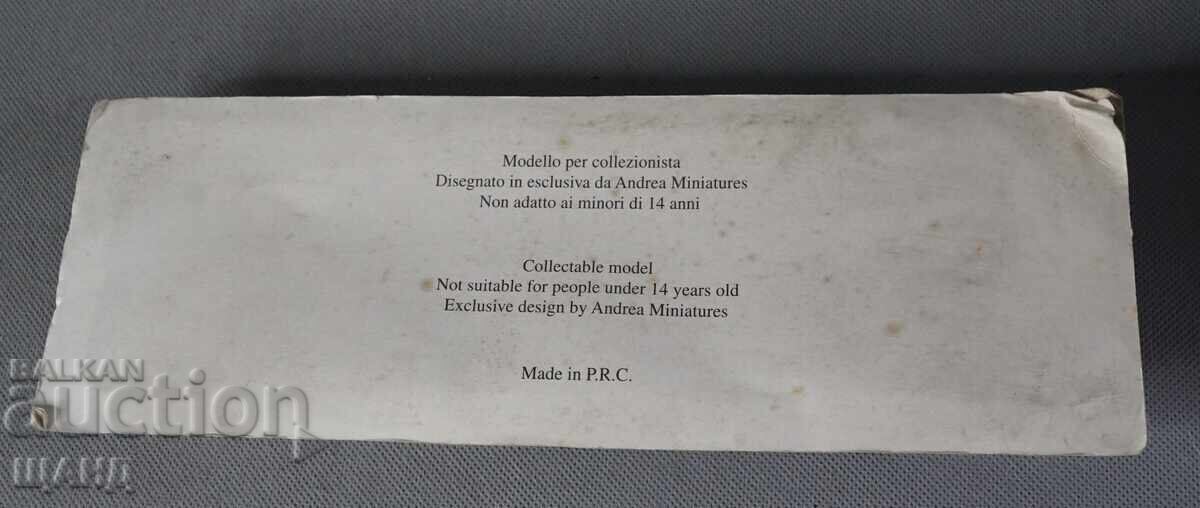 Modello per collezionista
Disegnato in esclusiva da Andrea Miniatures
Non adatto ai minori di 14 anni
Collectable model
Not suitable for people under 14 years old
Exclusive design by Andrea Miniatures
Made in P.R.C.
BALKAN
auction
ШАНД